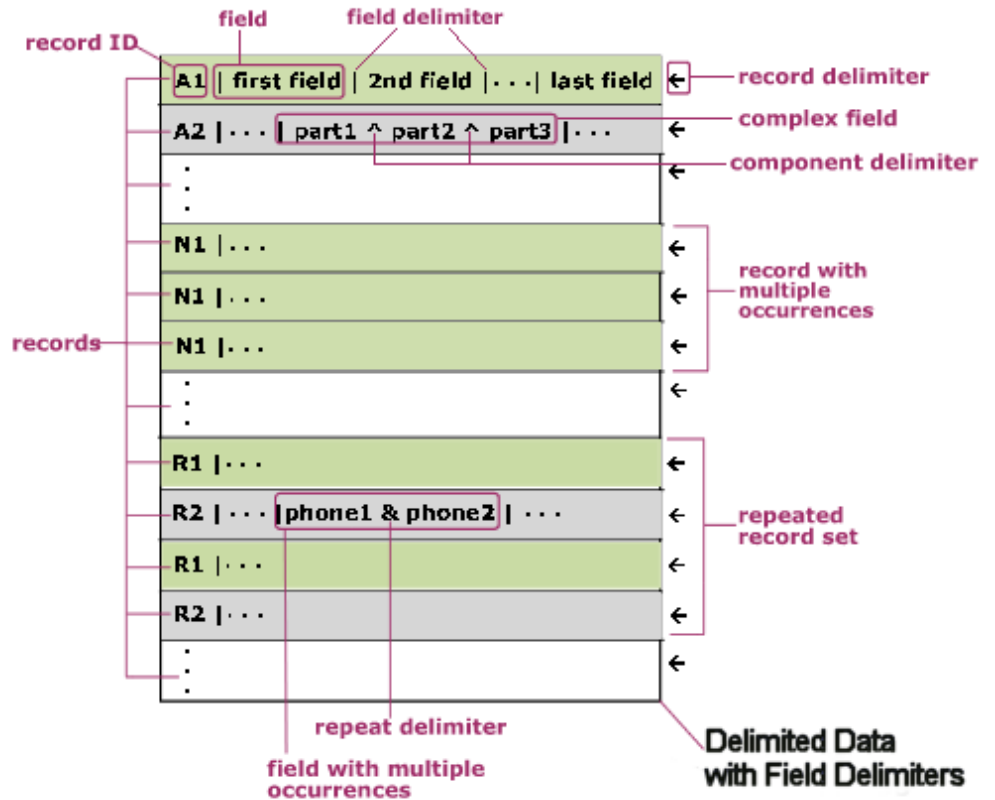 field
field delimiter
record ID
A1 | first field | 2nd field | · · · | last field ←
record delimiter
complex field
A2 | · · · | part1 ^ part2 ^ part3 | · · · ←
component delimiter
←
N1 | · · · ←
record with
multiple
occurrences
N1 | · · · ←
records
N1 | · · · ←
←
R1 | · · · ←
R2 | · · · | phone1 & phone2 | · · · ←
repeated
record set
R1 | · · · ←
R2 | · · · ←
←
repeat delimiter
field with multiple
occurrences
Delimited Data
with Field Delimiters